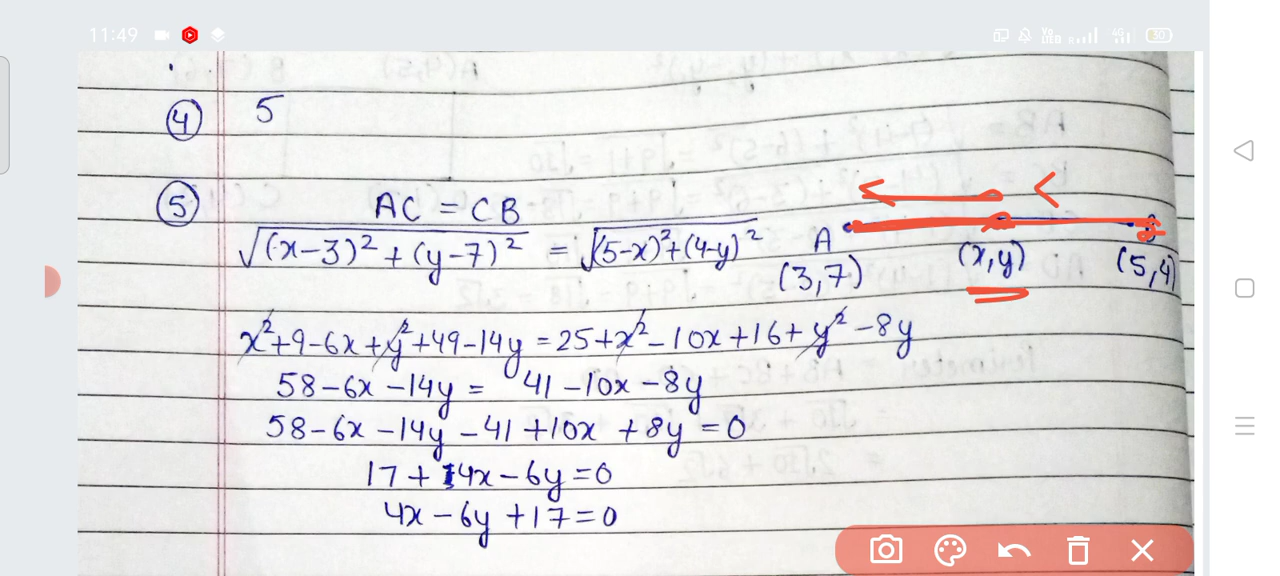 11:49
30
④ 5
⑤ AC = CB
√(x-3)² + (y-7)² = √(5-x)²+(4-y)²
A
(3,7)
(x,y)
(5,4)
x²+9-6x+y²+49-14y = 25+x²-10x+16+y²-8y
58-6x-14y = 41-10x-8y
58-6x-14y-41+10x+8y=0
17+4x-6y=0
4x-6y+17=0